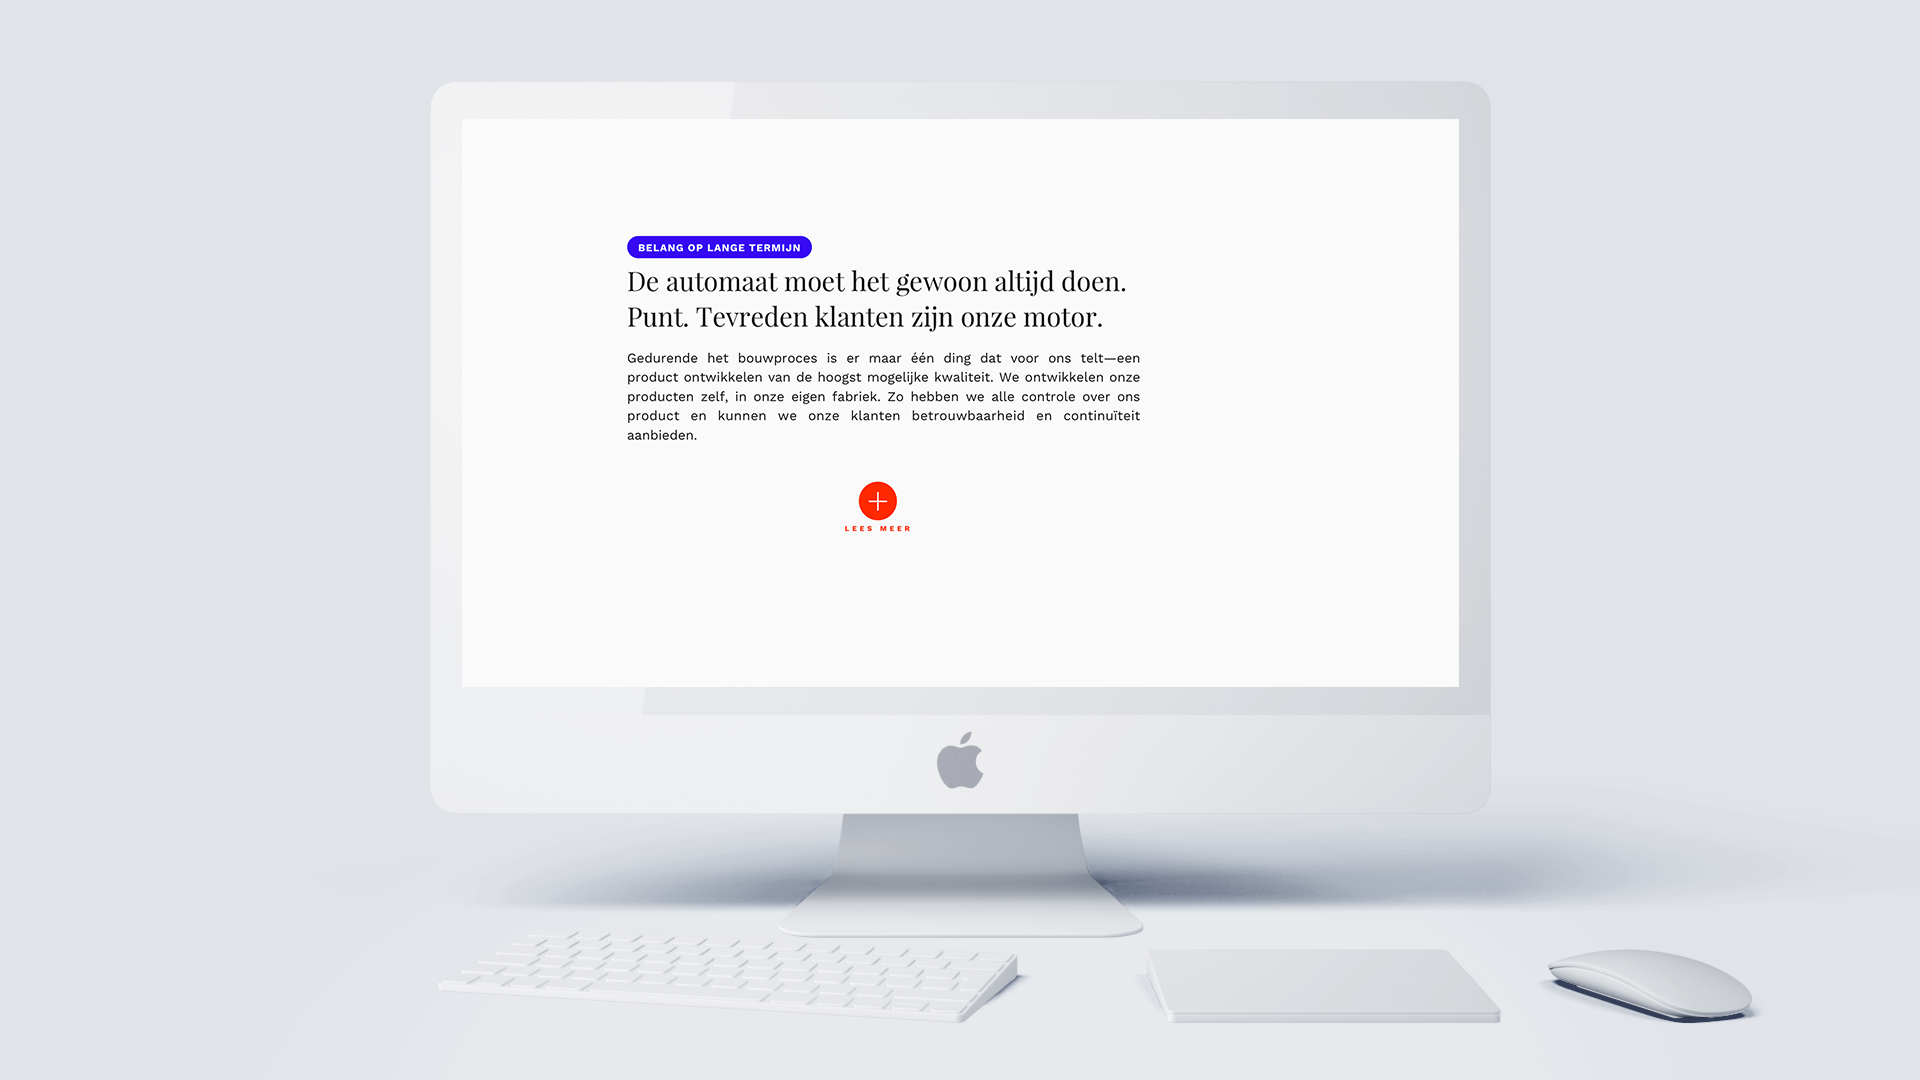 BELANG OP LANGE TERMIJN
De automaat moet het gewoon altijd doen.
Punt. Tevreden klanten zijn onze motor.
Gedurende het bouwproces is er maar één ding dat voor ons telt—een
product ontwikkelen van de hoogst mogelijke kwaliteit. We ontwikkelen onze
producten zelf, in onze eigen fabriek. Zo hebben we alle controle over ons
product en kunnen we onze klanten betrouwbaarheid en continuïteit
aanbieden.
LEES MEER